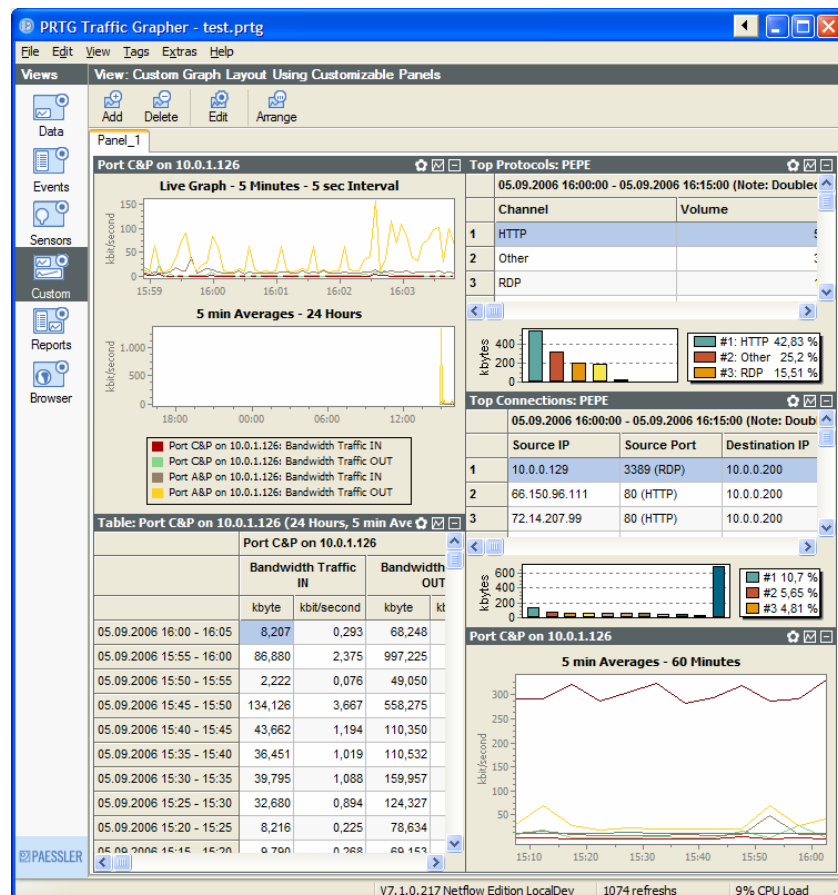 PRTG Traffic Grapher - test.prtg
File Edit View Tags Extras Help
Views
View: Custom Graph Layout Using Customizable Panels
Data
Events
Sensors
Custom
Reports
Browser
PAESSLER
Add Delete Edit Arrange
Panel_1
Port C&P on 10.0.1.126
Live Graph - 5 Minutes - 5 sec Interval
kbit/second
150
100
50
0
15:59 16:00 16:01 16:02 16:03
5 min Averages - 24 Hours
kbit/second
1.000
500
0
18:00 00:00 06:00 12:00
Port C&P on 10.0.1.126: Bandwidth Traffic IN
Port C&P on 10.0.1.126: Bandwidth Traffic OUT
Port A&P on 10.0.1.126: Bandwidth Traffic IN
Port A&P on 10.0.1.126: Bandwidth Traffic OUT
Table: Port C&P on 10.0.1.126 (24 Hours, 5 min Ave
Port C&P on 10.0.1.126
Bandwidth Traffic IN Bandwidth OUT
kbyte kbit/second kbyte
05.09.2006 16:00 - 16:05 8,207 0,293 68,248
05.09.2006 15:55 - 16:00 86,880 2,375 997,225
05.09.2006 15:50 - 15:55 2,222 0,076 49,050
05.09.2006 15:45 - 15:50 134,126 3,667 558,275
05.09.2006 15:40 - 15:45 43,662 1,194 110,350
05.09.2006 15:35 - 15:40 36,451 1,019 110,532
05.09.2006 15:30 - 15:35 39,795 1,088 159,957
05.09.2006 15:25 - 15:30 32,680 0,894 124,327
05.09.2006 15:20 - 15:25 8,216 0,225 78,634
05.09.2006 15:15 - 15:20 9,790 0,268 69,153
Top Protocols: PEPE
05.09.2006 16:00:00 - 05.09.2006 16:15:00 (Note: Doubled
Channel Volume
1 HTTP
2 Other
3 RDP
kbytes
400
200
0
#1: HTTP 42,83 %
#2: Other 25,2 %
#3: RDP 15,51 %
Top Connections: PEPE
05.09.2006 16:00:00 - 05.09.2006 16:15:00 (Note: Doubl
Source IP Source Port Destination IP
1 10.0.0.129 3389 (RDP) 10.0.0.200
2 66.150.96.111 80 (HTTP) 10.0.0.200
3 72.14.207.99 80 (HTTP) 10.0.0.200
kbytes
600
400
200
0
#1 10,7 %
#2 5,65 %
#3 4,81 %
Port C&P on 10.0.1.126
5 min Averages - 60 Minutes
kbit/second
300
250
200
150
100
50
0
15:10 15:20 15:30 15:40 15:50 16:00
V7.1.0.217 Netflow Edition LocalDev 1074 refreshs 9% CPU Load